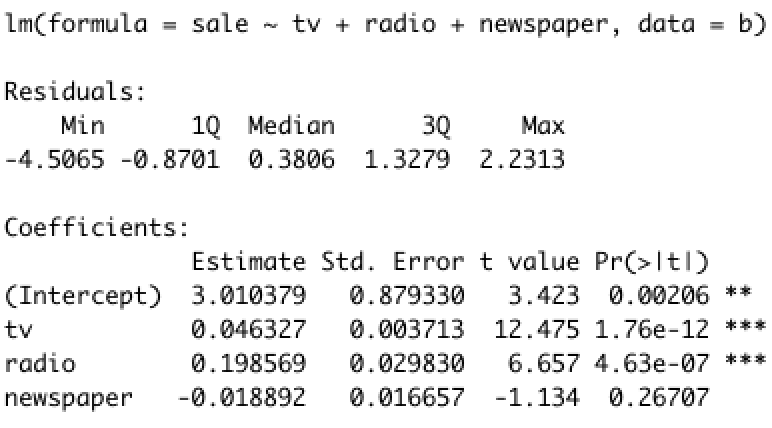 lm(formula = sale ~ tv + radio + newspaper, data = b)
Residuals:
Min 1Q Median 3Q Max
-4.5065 -0.8701 0.3806 1.3279 2.2313
Coefficients:
Estimate Std. Error t value Pr(>|t|)
(Intercept) 3.010379 0.879330 3.423 0.00206 **
tv 0.046327 0.003713 12.475 1.76e-12 ***
radio 0.198569 0.029830 6.657 4.63e-07 ***
newspaper -0.018892 0.016657 -1.134 0.26707